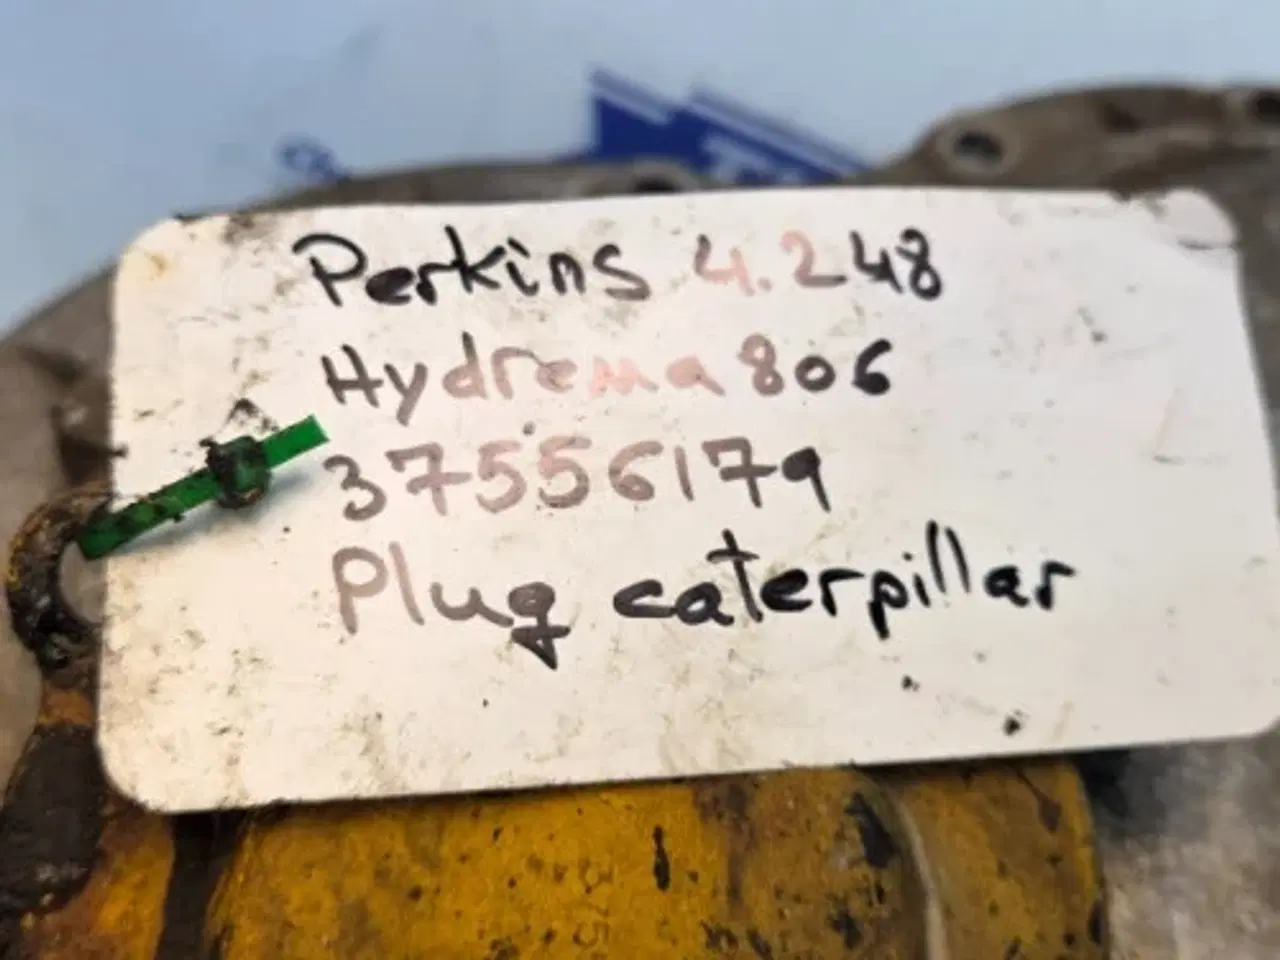 Perkins 4.248
Hydrema 806
37556179
Plug caterpillar